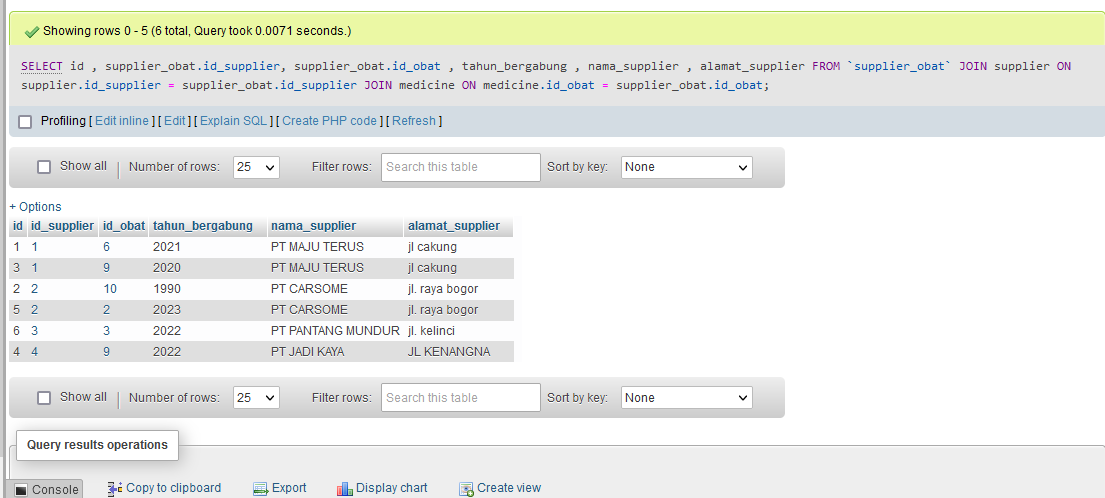 Showing rows 0 - 5 (6 total, Query took 0.0071 seconds.)
SELECT id , supplier_obat.id_supplier, supplier_obat.id_obat , tahun_bergabung , nama_supplier , alamat_supplier FROM `supplier_obat` JOIN supplier ON
supplier.id_supplier = supplier_obat.id_supplier JOIN medicine ON medicine.id_obat = supplier_obat.id_obat;
Profiling [ Edit inline ] [ Edit ] [ Explain SQL ] [ Create PHP code ] [ Refresh ]
Show all | Number of rows: 25 Filter rows: Search this table Sort by key: None
+ Options
id id_supplier id_obat tahun_bergabung nama_supplier alamat_supplier
1 1 6 2021 PT MAJU TERUS jl cakung
3 1 9 2020 PT MAJU TERUS jl cakung
2 2 10 1990 PT CARSOME jl. raya bogor
5 2 2 2023 PT CARSOME jl. raya bogor
6 3 3 2022 PT PANTANG MUNDUR jl. kelinci
4 4 9 2022 PT JADI KAYA JL KENANGNA
Show all | Number of rows: 25 Filter rows: Search this table Sort by key: None
Query results operations
Console Copy to clipboard Export Display chart Create view